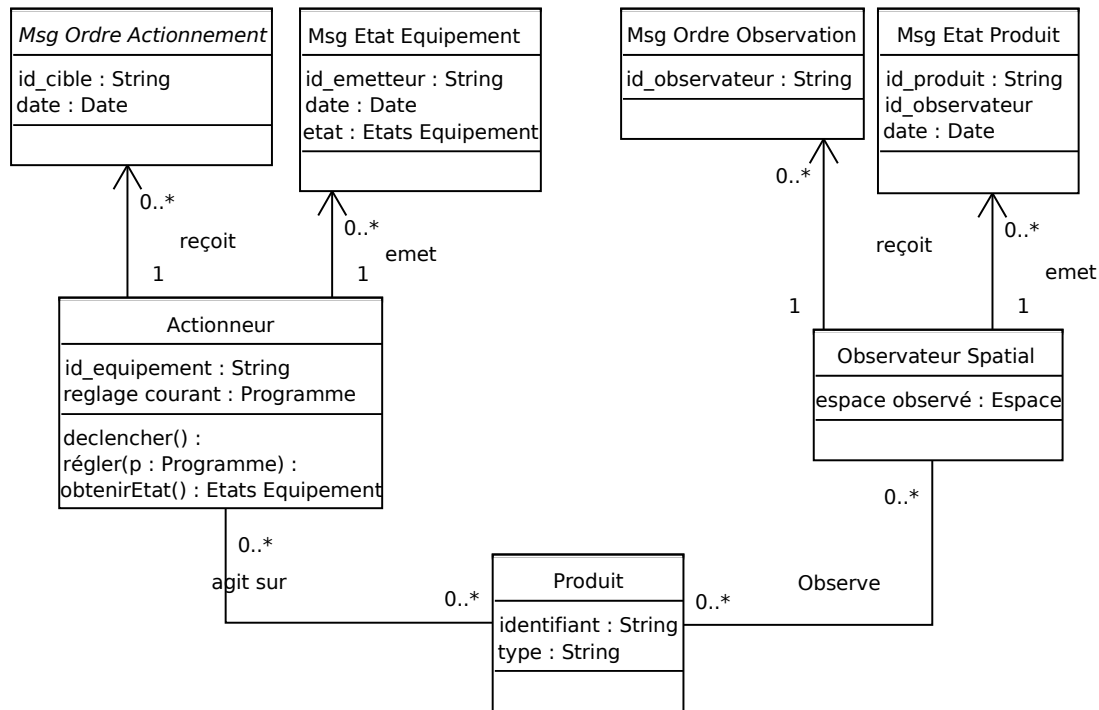 Msg Ordre Actionnement
id_cible : String
date : Date
Msg Etat Equipement
id_emetteur : String
date : Date
etat : Etats Equipement
Msg Ordre Observation
id_observateur : String
Msg Etat Produit
id_produit : String
id_observateur
date : Date
0..*
reçoit
1
0..*
emet
1
0..*
reçoit
1
0..*
emet
1
Actionneur
id_equipement : String
reglage courant : Programme
declencher() :
régler(p : Programme) :
obtenirEtat() : Etats Equipement
Observateur Spatial
espace observé : Espace
0..*
agit sur
0..*
0..*
Observe
0..*
Produit
identifiant : String
type : String